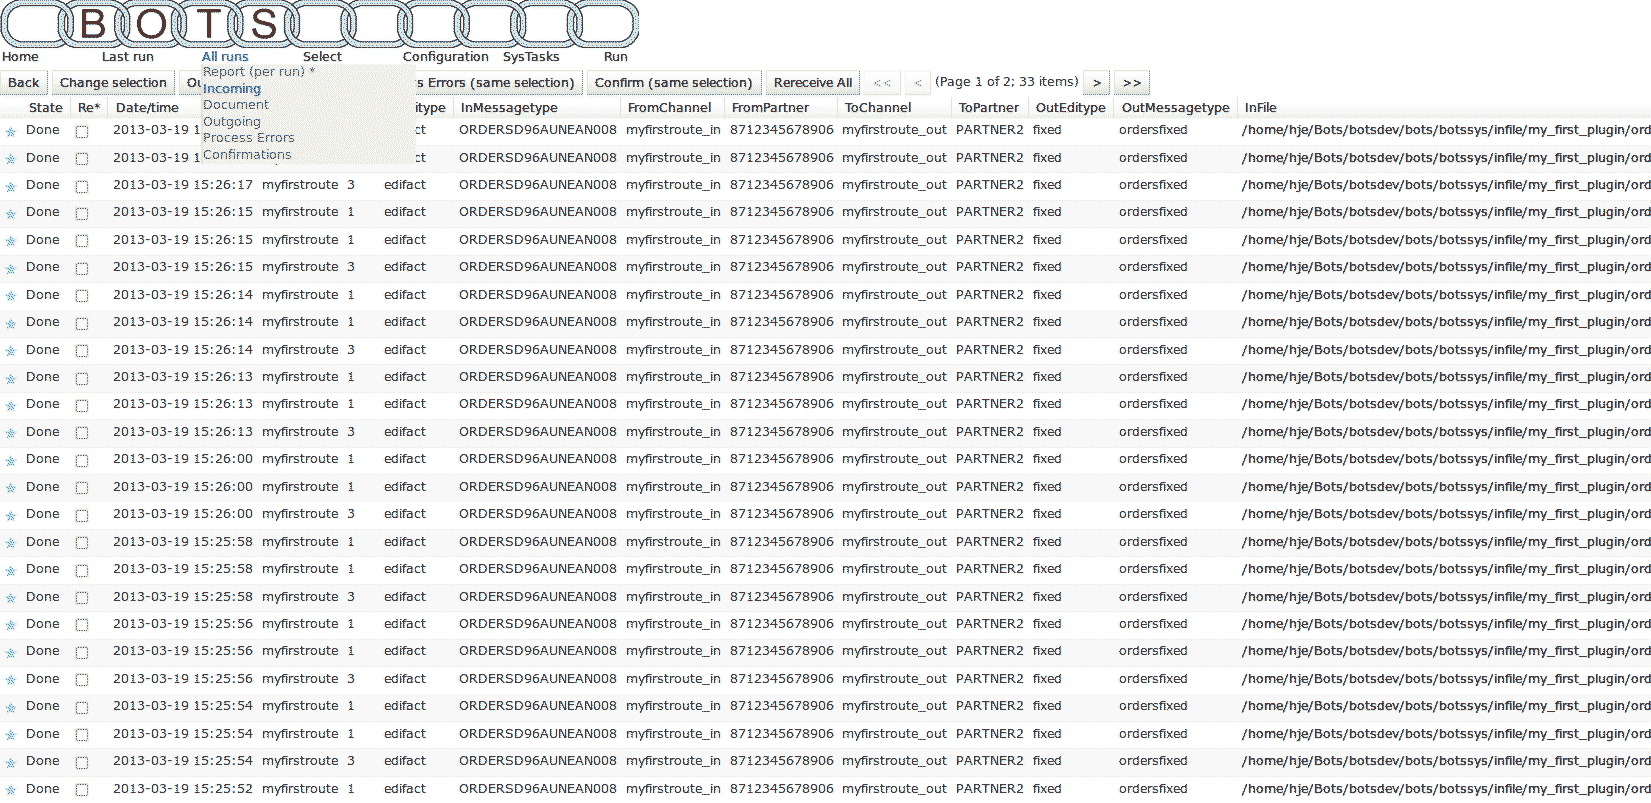 BOTS
Home Last run All runs Select Configuration SysTasks Run
Report (per run) *
Incoming
Document
Outgoing
Process Errors
Confirmations
Back Change selection Ou s Errors (same selection) Confirm (same selection) Rereceive All << < (Page 1 of 2; 33 items) > >>
State Re* Date/time itype InMessagetype FromChannel FromPartner ToChannel ToPartner OutEditype OutMessagetype InFile
Done 2013-03-19 1 ct ORDERSD96AUNEAN008 myfirstroute_in 8712345678906 myfirstroute_out PARTNER2 fixed ordersfixed /home/hje/Bots/botsdev/bots/botssys/infile/my_first_plugin/ord
Done 2013-03-19 1 ct ORDERSD96AUNEAN008 myfirstroute_in 8712345678906 myfirstroute_out PARTNER2 fixed ordersfixed /home/hje/Bots/botsdev/bots/botssys/infile/my_first_plugin/ord
Done 2013-03-19 15:26:17 myfirstroute 3 edifact ORDERSD96AUNEAN008 myfirstroute_in 8712345678906 myfirstroute_out PARTNER2 fixed ordersfixed /home/hje/Bots/botsdev/bots/botssys/infile/my_first_plugin/ord
Done 2013-03-19 15:26:15 myfirstroute 1 edifact ORDERSD96AUNEAN008 myfirstroute_in 8712345678906 myfirstroute_out PARTNER2 fixed ordersfixed /home/hje/Bots/botsdev/bots/botssys/infile/my_first_plugin/ord
Done 2013-03-19 15:26:15 myfirstroute 1 edifact ORDERSD96AUNEAN008 myfirstroute_in 8712345678906 myfirstroute_out PARTNER2 fixed ordersfixed /home/hje/Bots/botsdev/bots/botssys/infile/my_first_plugin/ord
Done 2013-03-19 15:26:15 myfirstroute 3 edifact ORDERSD96AUNEAN008 myfirstroute_in 8712345678906 myfirstroute_out PARTNER2 fixed ordersfixed /home/hje/Bots/botsdev/bots/botssys/infile/my_first_plugin/ord
Done 2013-03-19 15:26:14 myfirstroute 1 edifact ORDERSD96AUNEAN008 myfirstroute_in 8712345678906 myfirstroute_out PARTNER2 fixed ordersfixed /home/hje/Bots/botsdev/bots/botssys/infile/my_first_plugin/ord
Done 2013-03-19 15:26:14 myfirstroute 1 edifact ORDERSD96AUNEAN008 myfirstroute_in 8712345678906 myfirstroute_out PARTNER2 fixed ordersfixed /home/hje/Bots/botsdev/bots/botssys/infile/my_first_plugin/ord
Done 2013-03-19 15:26:14 myfirstroute 3 edifact ORDERSD96AUNEAN008 myfirstroute_in 8712345678906 myfirstroute_out PARTNER2 fixed ordersfixed /home/hje/Bots/botsdev/bots/botssys/infile/my_first_plugin/ord
Done 2013-03-19 15:26:13 myfirstroute 1 edifact ORDERSD96AUNEAN008 myfirstroute_in 8712345678906 myfirstroute_out PARTNER2 fixed ordersfixed /home/hje/Bots/botsdev/bots/botssys/infile/my_first_plugin/ord
Done 2013-03-19 15:26:13 myfirstroute 1 edifact ORDERSD96AUNEAN008 myfirstroute_in 8712345678906 myfirstroute_out PARTNER2 fixed ordersfixed /home/hje/Bots/botsdev/bots/botssys/infile/my_first_plugin/ord
Done 2013-03-19 15:26:13 myfirstroute 3 edifact ORDERSD96AUNEAN008 myfirstroute_in 8712345678906 myfirstroute_out PARTNER2 fixed ordersfixed /home/hje/Bots/botsdev/bots/botssys/infile/my_first_plugin/ord
Done 2013-03-19 15:26:00 myfirstroute 1 edifact ORDERSD96AUNEAN008 myfirstroute_in 8712345678906 myfirstroute_out PARTNER2 fixed ordersfixed /home/hje/Bots/botsdev/bots/botssys/infile/my_first_plugin/ord
Done 2013-03-19 15:26:00 myfirstroute 1 edifact ORDERSD96AUNEAN008 myfirstroute_in 8712345678906 myfirstroute_out PARTNER2 fixed ordersfixed /home/hje/Bots/botsdev/bots/botssys/infile/my_first_plugin/ord
Done 2013-03-19 15:26:00 myfirstroute 3 edifact ORDERSD96AUNEAN008 myfirstroute_in 8712345678906 myfirstroute_out PARTNER2 fixed ordersfixed /home/hje/Bots/botsdev/bots/botssys/infile/my_first_plugin/ord
Done 2013-03-19 15:25:58 myfirstroute 1 edifact ORDERSD96AUNEAN008 myfirstroute_in 8712345678906 myfirstroute_out PARTNER2 fixed ordersfixed /home/hje/Bots/botsdev/bots/botssys/infile/my_first_plugin/ord
Done 2013-03-19 15:25:58 myfirstroute 1 edifact ORDERSD96AUNEAN008 myfirstroute_in 8712345678906 myfirstroute_out PARTNER2 fixed ordersfixed /home/hje/Bots/botsdev/bots/botssys/infile/my_first_plugin/ord
Done 2013-03-19 15:25:58 myfirstroute 3 edifact ORDERSD96AUNEAN008 myfirstroute_in 8712345678906 myfirstroute_out PARTNER2 fixed ordersfixed /home/hje/Bots/botsdev/bots/botssys/infile/my_first_plugin/ord
Done 2013-03-19 15:25:56 myfirstroute 1 edifact ORDERSD96AUNEAN008 myfirstroute_in 8712345678906 myfirstroute_out PARTNER2 fixed ordersfixed /home/hje/Bots/botsdev/bots/botssys/infile/my_first_plugin/ord
Done 2013-03-19 15:25:56 myfirstroute 1 edifact ORDERSD96AUNEAN008 myfirstroute_in 8712345678906 myfirstroute_out PARTNER2 fixed ordersfixed /home/hje/Bots/botsdev/bots/botssys/infile/my_first_plugin/ord
Done 2013-03-19 15:25:56 myfirstroute 3 edifact ORDERSD96AUNEAN008 myfirstroute_in 8712345678906 myfirstroute_out PARTNER2 fixed ordersfixed /home/hje/Bots/botsdev/bots/botssys/infile/my_first_plugin/ord
Done 2013-03-19 15:25:54 myfirstroute 1 edifact ORDERSD96AUNEAN008 myfirstroute_in 8712345678906 myfirstroute_out PARTNER2 fixed ordersfixed /home/hje/Bots/botsdev/bots/botssys/infile/my_first_plugin/ord
Done 2013-03-19 15:25:54 myfirstroute 1 edifact ORDERSD96AUNEAN008 myfirstroute_in 8712345678906 myfirstroute_out PARTNER2 fixed ordersfixed /home/hje/Bots/botsdev/bots/botssys/infile/my_first_plugin/ord
Done 2013-03-19 15:25:54 myfirstroute 3 edifact ORDERSD96AUNEAN008 myfirstroute_in 8712345678906 myfirstroute_out PARTNER2 fixed ordersfixed /home/hje/Bots/botsdev/bots/botssys/infile/my_first_plugin/ord
Done 2013-03-19 15:25:52 myfirstroute 1 edifact ORDERSD96AUNEAN008 myfirstroute_in 8712345678906 myfirstroute_out PARTNER2 fixed ordersfixed /home/hje/Bots/botsdev/bots/botssys/infile/my_first_plugin/ord